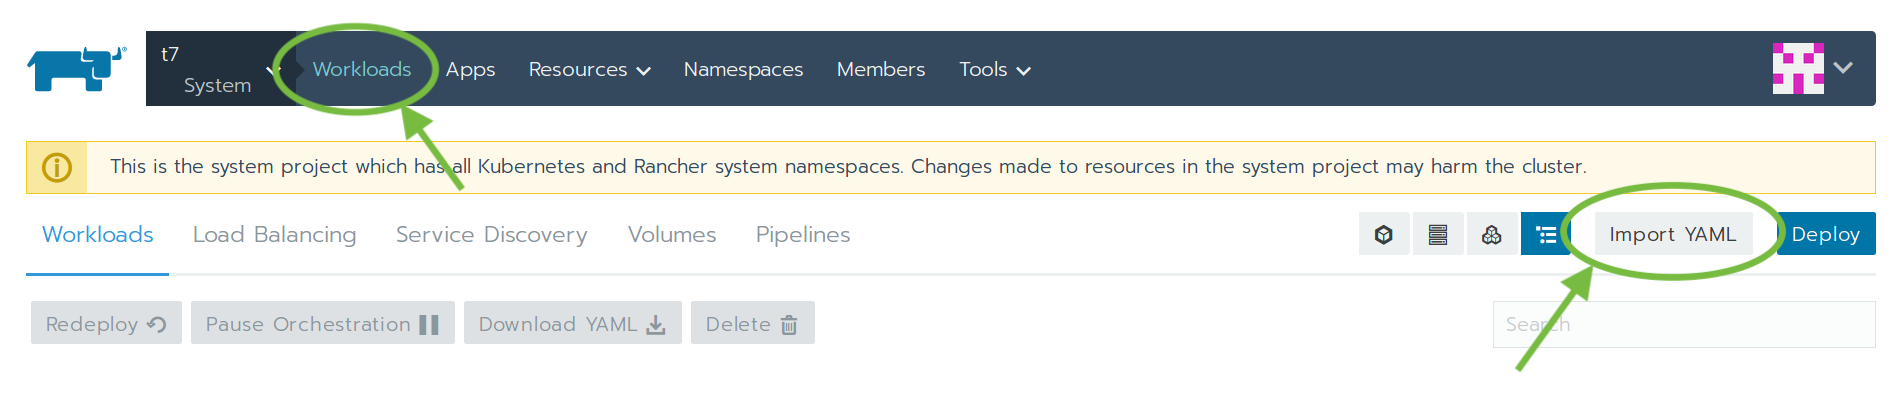 t7
System
Workloads Apps Resources Namespaces Members Tools
This is the system project which has all Kubernetes and Rancher system namespaces. Changes made to resources in the system project may harm the cluster.
Workloads Load Balancing Service Discovery Volumes Pipelines Import YAML Deploy
Redeploy Pause Orchestration Download YAML Delete Search